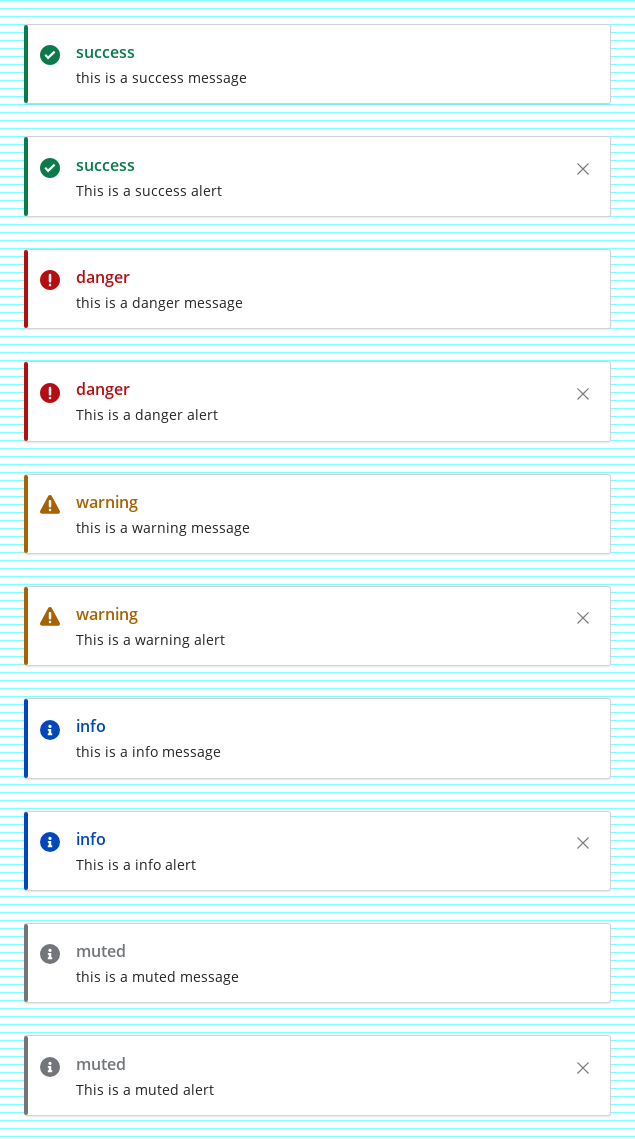 success
this is a success message
success
This is a success alert
danger
this is a danger message
danger
This is a danger alert
warning
this is a warning message
warning
This is a warning alert
info
this is a info message
info
This is a info alert
muted
this is a muted message
muted
This is a muted alert